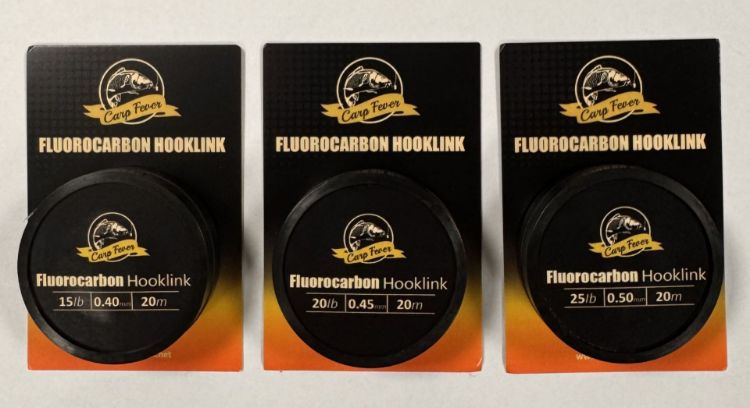 Carp Fever
FLUOROCARBON HOOKLINK
Carp Fever
Fluorocarbon Hooklink
15lb 0.40mm 20m
.net
Carp Fever
FLUOROCARBON HOOKLINK
Carp Fever
Fluorocarbon Hooklink
20lb 0.45mm 20m
Carp Fever
FLUOROCARBON HOOKLINK
Carp Fever
Fluorocarbon Hooklink
25lb 0.50mm 20m